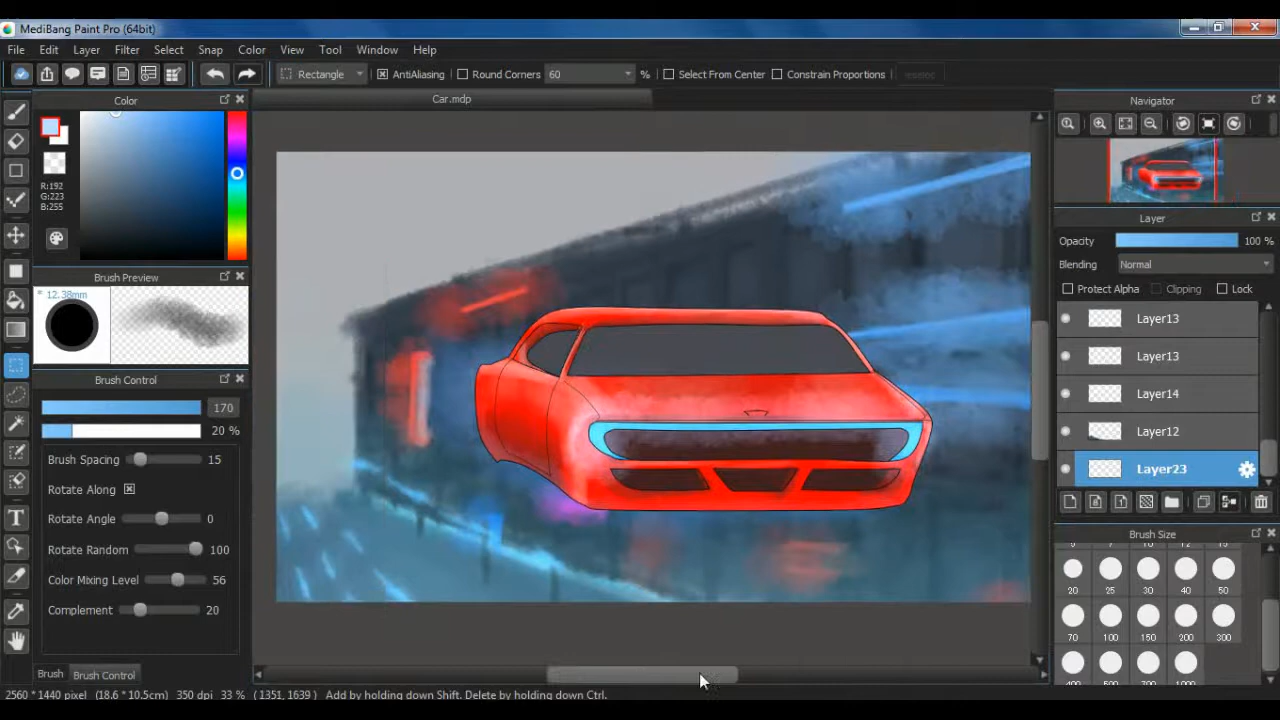 MediBang Paint Pro (64bit)
File Edit Layer Filter Select Snap Color View Tool Window Help
Rectangle AntiAliasing Round Corners 60 % Select From Center Constrain Proportions
Color
Car.mdp
Navigator
R:192
G:223
B:255
Layer
Opacity 100 %
Blending Normal
Protect Alpha Clipping Lock
Brush Preview
12.38mm
Layer13
Layer13
Layer14
Layer12
Layer23
Brush Control
170
20 %
Brush Spacing 15
Rotate Along
Rotate Angle 0
Rotate Random 100
Color Mixing Level 56
Complement 20
Brush Size
20 25 30 40 50
70 100 150 200 300
Brush Brush Control
2560 * 1440 pixel (18.6 * 10.5cm) 350 dpi 33 % ( 1351, 1639 ) Add by holding down Shift. Delete by holding down Ctrl.